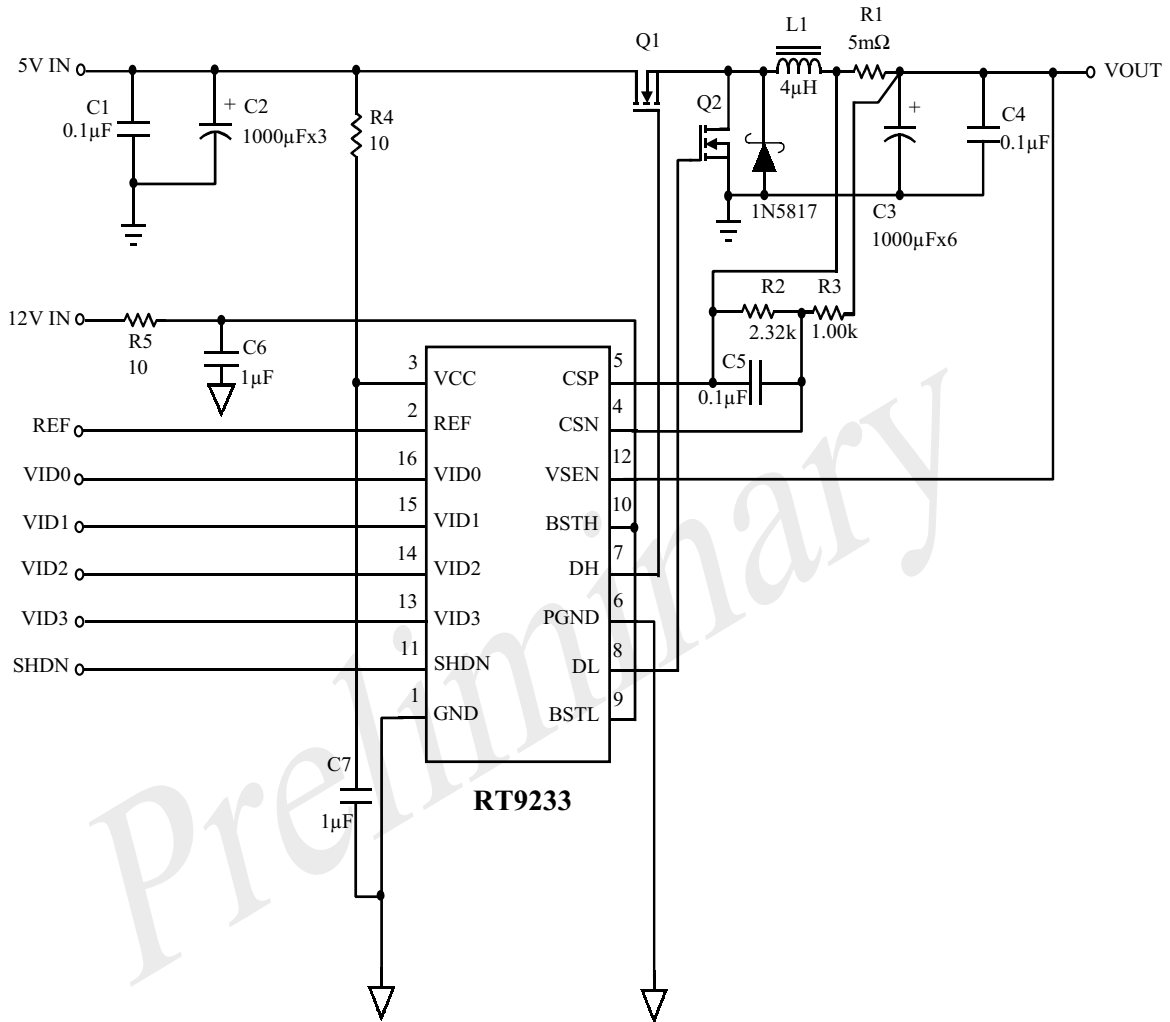 5V IN
C1
0.1µF
+
C2
1000µFx3
R4
10
Q1
Q2
L1
4µH
R1
5mΩ
VOUT
1N5817
+
C3
1000µFx6
C4
0.1µF
12V IN
R5
10
C6
1µF
R2
2.32k
R3
1.00k
C5
0.1µF
REF
VID0
VID1
VID2
VID3
SHDN
3
VCC
2
REF
16
VID0
15
VID1
14
VID2
13
VID3
11
SHDN
1
GND
5
CSP
4
CSN
12
VSEN
10
BSTH
7
DH
6
PGND
8
DL
9
BSTL
C7
1µF
RT9233
Preliminary